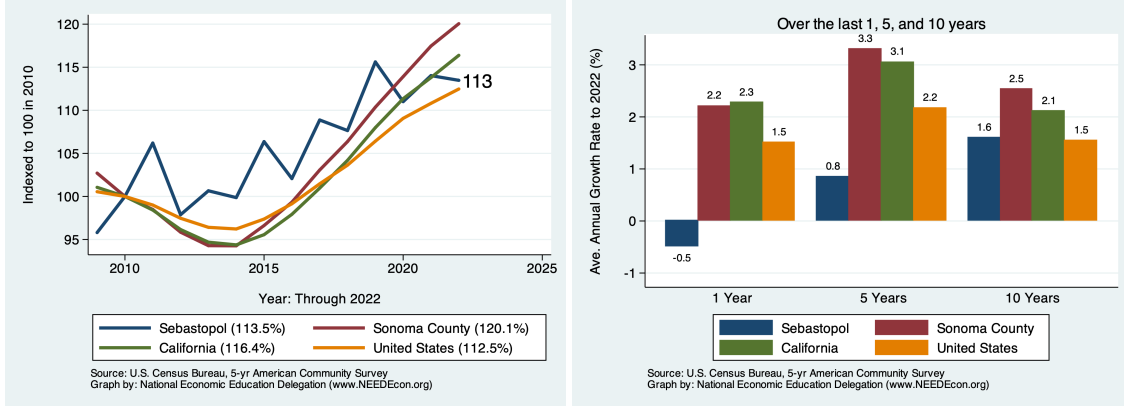 Indexed to 100 in 2010
120
115
110
105
100
95
113
2010 2015 2020 2025
Year: Through 2022
Sebastopol (113.5%) Sonoma County (120.1%)
California (116.4%) United States (112.5%)
Source: U.S. Census Bureau, 5-yr American Community Survey
Graph by: National Economic Education Delegation (www.NEEDEcon.org)
Over the last 1, 5, and 10 years
Ave. Annual Growth Rate to 2022 (%)
3
2
1
0
-1
-0.5 2.2 2.3 1.5
0.8 3.3 3.1 2.2
1.6 2.5 2.1 1.5
1 Year 5 Years 10 Years
Sebastopol Sonoma County
California United States
Source: U.S. Census Bureau, 5-yr American Community Survey
Graph by: National Economic Education Delegation (www.NEEDEcon.org)